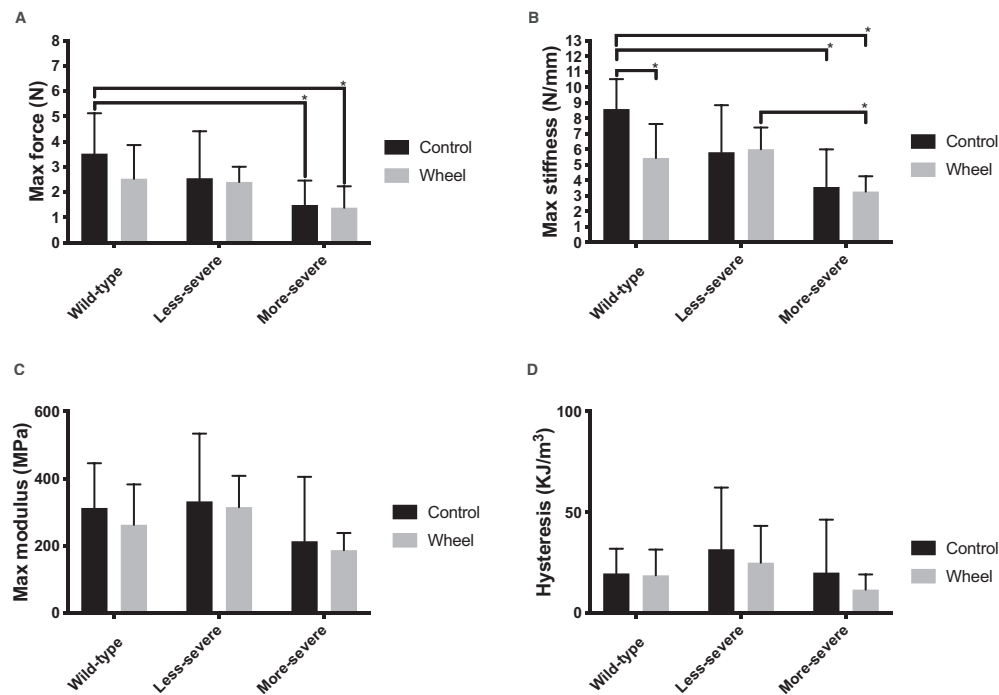 A
Max force (N)
8
7
6
5
4
3
2
1
0
*
*
Wild-type
Less-severe
More-severe
Control
Wheel
B
Max stiffness (N/mm)
13
12
11
10
9
8
7
6
5
4
3
2
1
0
*
*
*
*
Wild-type
Less-severe
More-severe
Control
Wheel
C
Max modulus (MPa)
600
400
200
0
Wild-type
Less-severe
More-severe
Control
Wheel
D
Hysteresis (KJ/m³)
100
50
0
Wild-type
Less-severe
More-severe
Control
Wheel